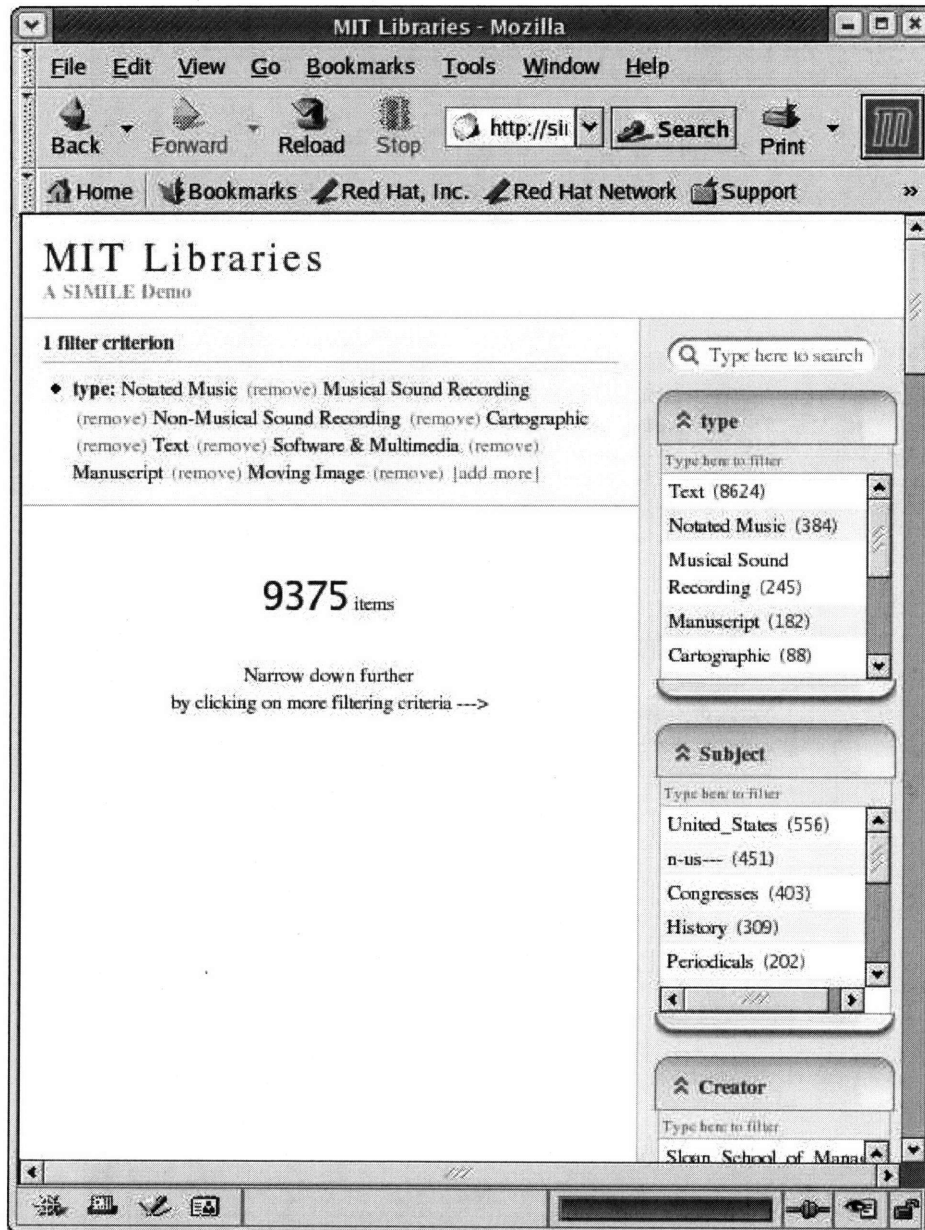 MIT Libraries - Mozilla
File Edit View Go Bookmarks Tools Window Help
Back Forward Reload Stop http://sii Search Print
Home Bookmarks Red Hat, Inc. Red Hat Network Support »
MIT Libraries
A SIMILE Demo
1 filter criterion
type: Notated Music (remove) Musical Sound Recording
(remove) Non-Musical Sound Recording (remove) Cartographic
(remove) Text (remove) Software & Multimedia (remove)
Manuscript (remove) Moving Image (remove) [add more]
9375 items
Narrow down further
by clicking on more filtering criteria --->
Type here to search
type
Type here to filter
Text (8624)
Notated Music (384)
Musical Sound
Recording (245)
Manuscript (182)
Cartographic (88)
Subject
Type here to filter
United_States (556)
n-us--- (451)
Congresses (403)
History (309)
Periodicals (202)
Creator
Type here to filter
Sloan_School_of_Manag